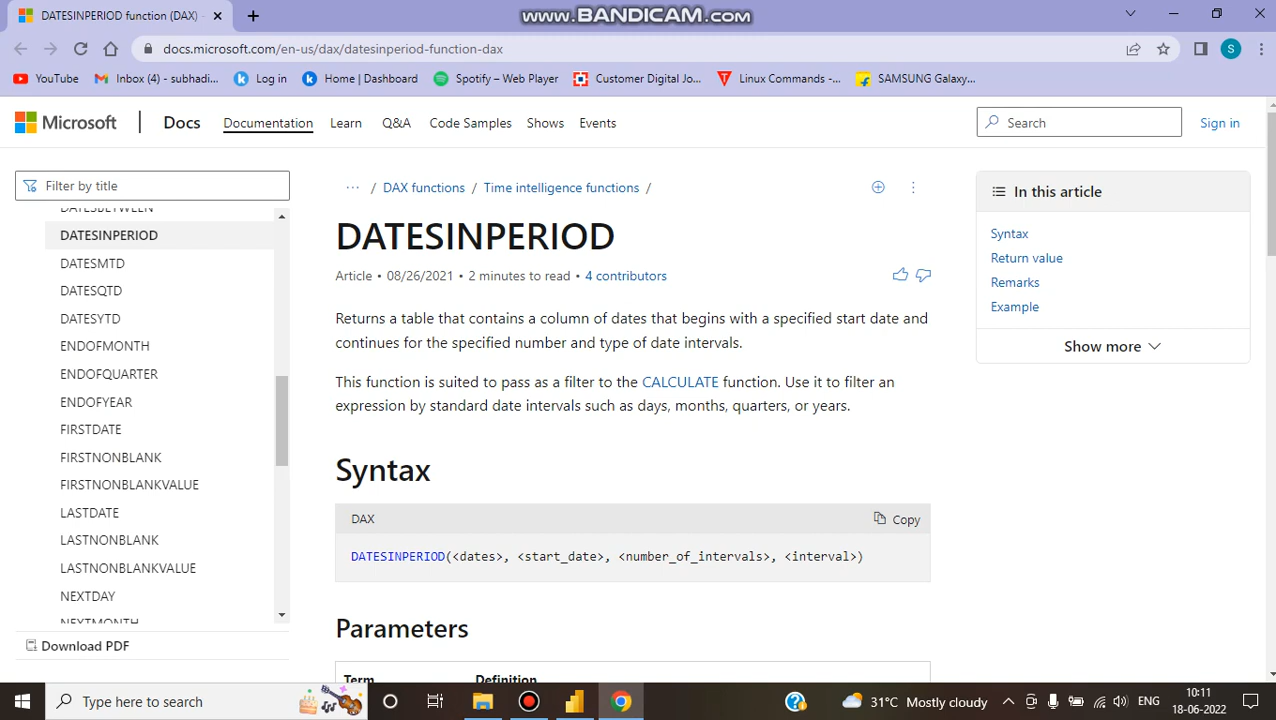 DATESINPERIOD function (DAX) -
www.BANDICAM.com
docs.microsoft.com/en-us/dax/datesinperiod-function-dax
S
YouTube
Inbox (4) - subhadi...
Log in
Home | Dashboard
Spotify – Web Player
Customer Digital Jo...
Linux Commands -...
SAMSUNG Galaxy...
Microsoft
Docs
Documentation
Learn
Q&A
Code Samples
Shows
Events
Search
Sign in
Filter by title
DATESBETWEEN
DATESINPERIOD
DATESMTD
DATESQTD
DATESYTD
ENDOFMONTH
ENDOFQUARTER
ENDOFYEAR
FIRSTDATE
FIRSTNONBLANK
FIRSTNONBLANKVALUE
LASTDATE
LASTNONBLANK
LASTNONBLANKVALUE
NEXTDAY
NEXTMONTH
Download PDF
··· / DAX functions / Time intelligence functions /
DATESINPERIOD
Article • 08/26/2021 • 2 minutes to read • 4 contributors
Returns a table that contains a column of dates that begins with a specified start date and
continues for the specified number and type of date intervals.
This function is suited to pass as a filter to the CALCULATE function. Use it to filter an
expression by standard date intervals such as days, months, quarters, or years.
Syntax
DAX
Copy
DATESINPERIOD(<dates>, <start_date>, <number_of_intervals>, <interval>)
Parameters
Term
Definition
In this article
Syntax
Return value
Remarks
Example
Show more
Type here to search
31°C Mostly cloudy
ENG
10:11
18-06-2022